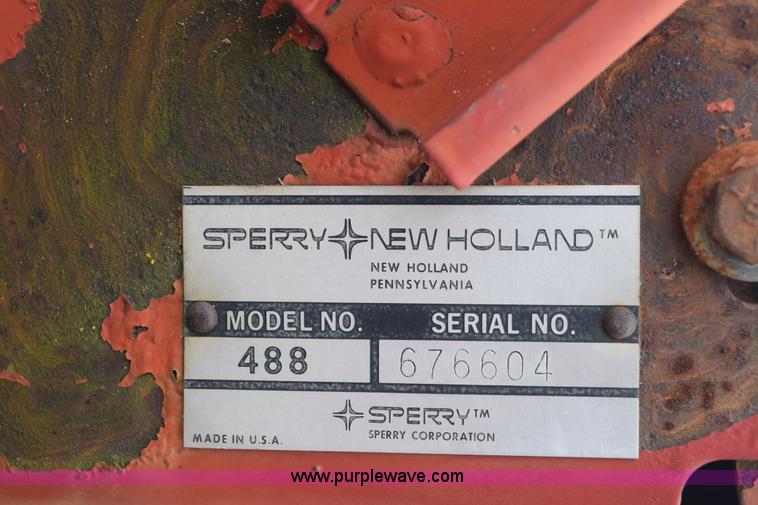 SPERRY NEW HOLLAND™
NEW HOLLAND
PENNSYLVANIA
MODEL NO. SERIAL NO.
488 676604
SPERRY™
SPERRY CORPORATION
MADE IN U.S.A.
www.purplewave.com